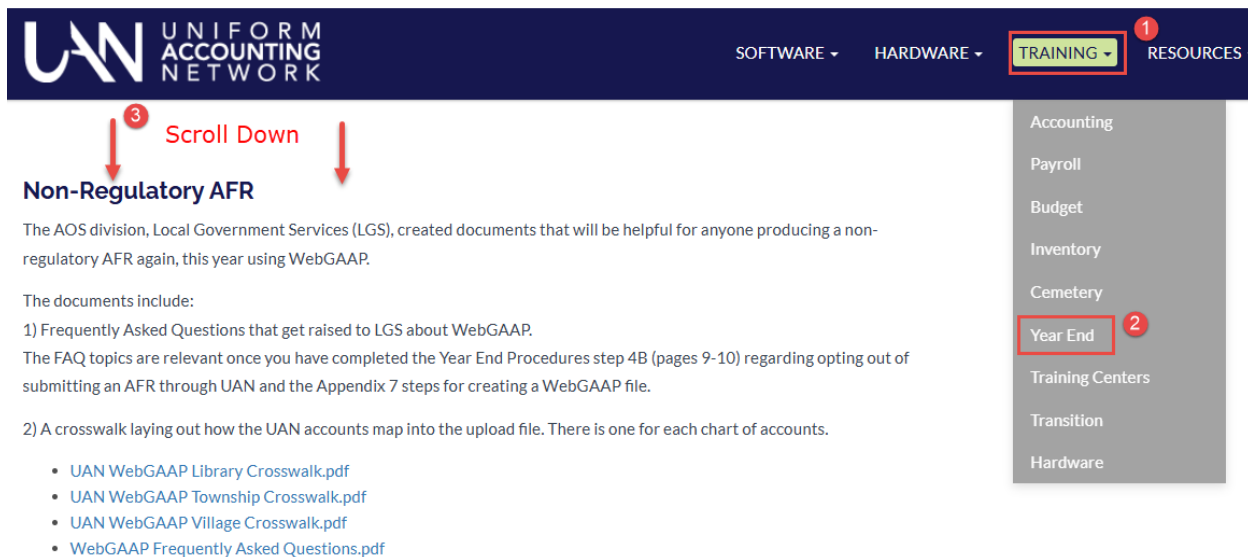 UAN UNIFORM
ACCOUNTING
NETWORK
SOFTWARE HARDWARE TRAINING RESOURCES
1
3
Scroll Down
Accounting
Payroll
Budget
Inventory
Cemetery
Year End
2
Training Centers
Transition
Hardware
Non-Regulatory AFR
The AOS division, Local Government Services (LGS), created documents that will be helpful for anyone producing a non-
regulatory AFR again, this year using WebGAAP.
The documents include:
1) Frequently Asked Questions that get raised to LGS about WebGAAP.
The FAQ topics are relevant once you have completed the Year End Procedures step 4B (pages 9-10) regarding opting out of
submitting an AFR through UAN and the Appendix 7 steps for creating a WebGAAP file.
2) A crosswalk laying out how the UAN accounts map into the upload file. There is one for each chart of accounts.
• UAN WebGAAP Library Crosswalk.pdf
• UAN WebGAAP Township Crosswalk.pdf
• UAN WebGAAP Village Crosswalk.pdf
• WebGAAP Frequently Asked Questions.pdf